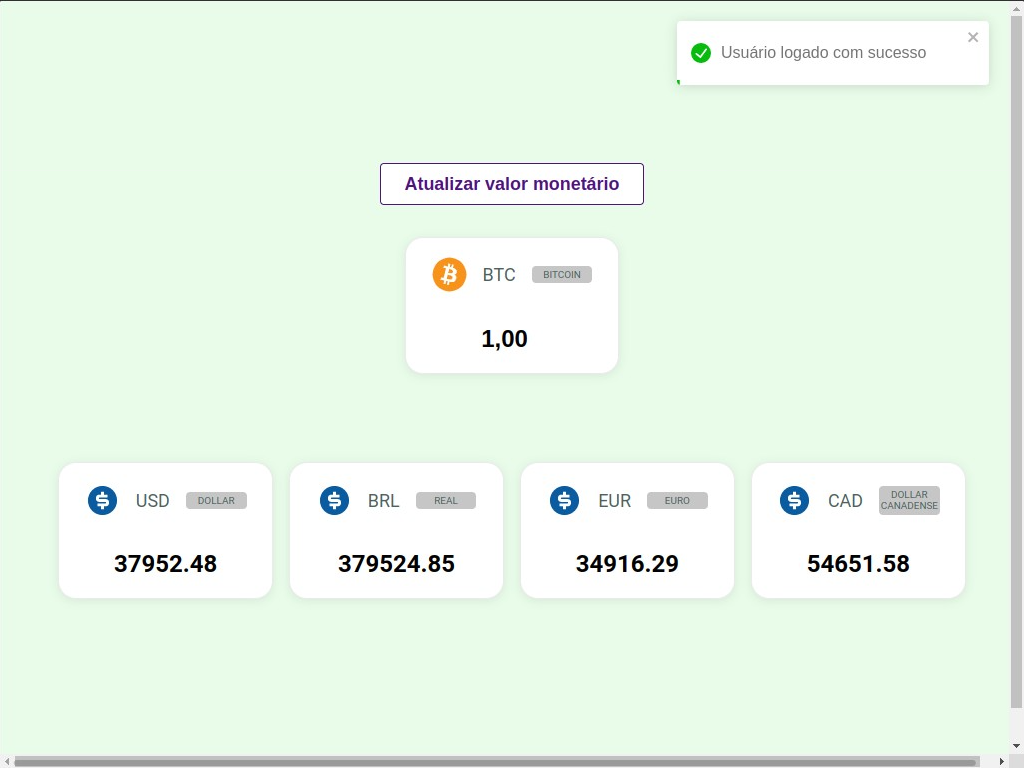 Usuário logado com sucesso
Atualizar valor monetário
BTC BITCOIN
1,00
USD DOLLAR
37952.48
BRL REAL
379524.85
EUR EURO
34916.29
CAD DOLLAR
CANADENSE
54651.58